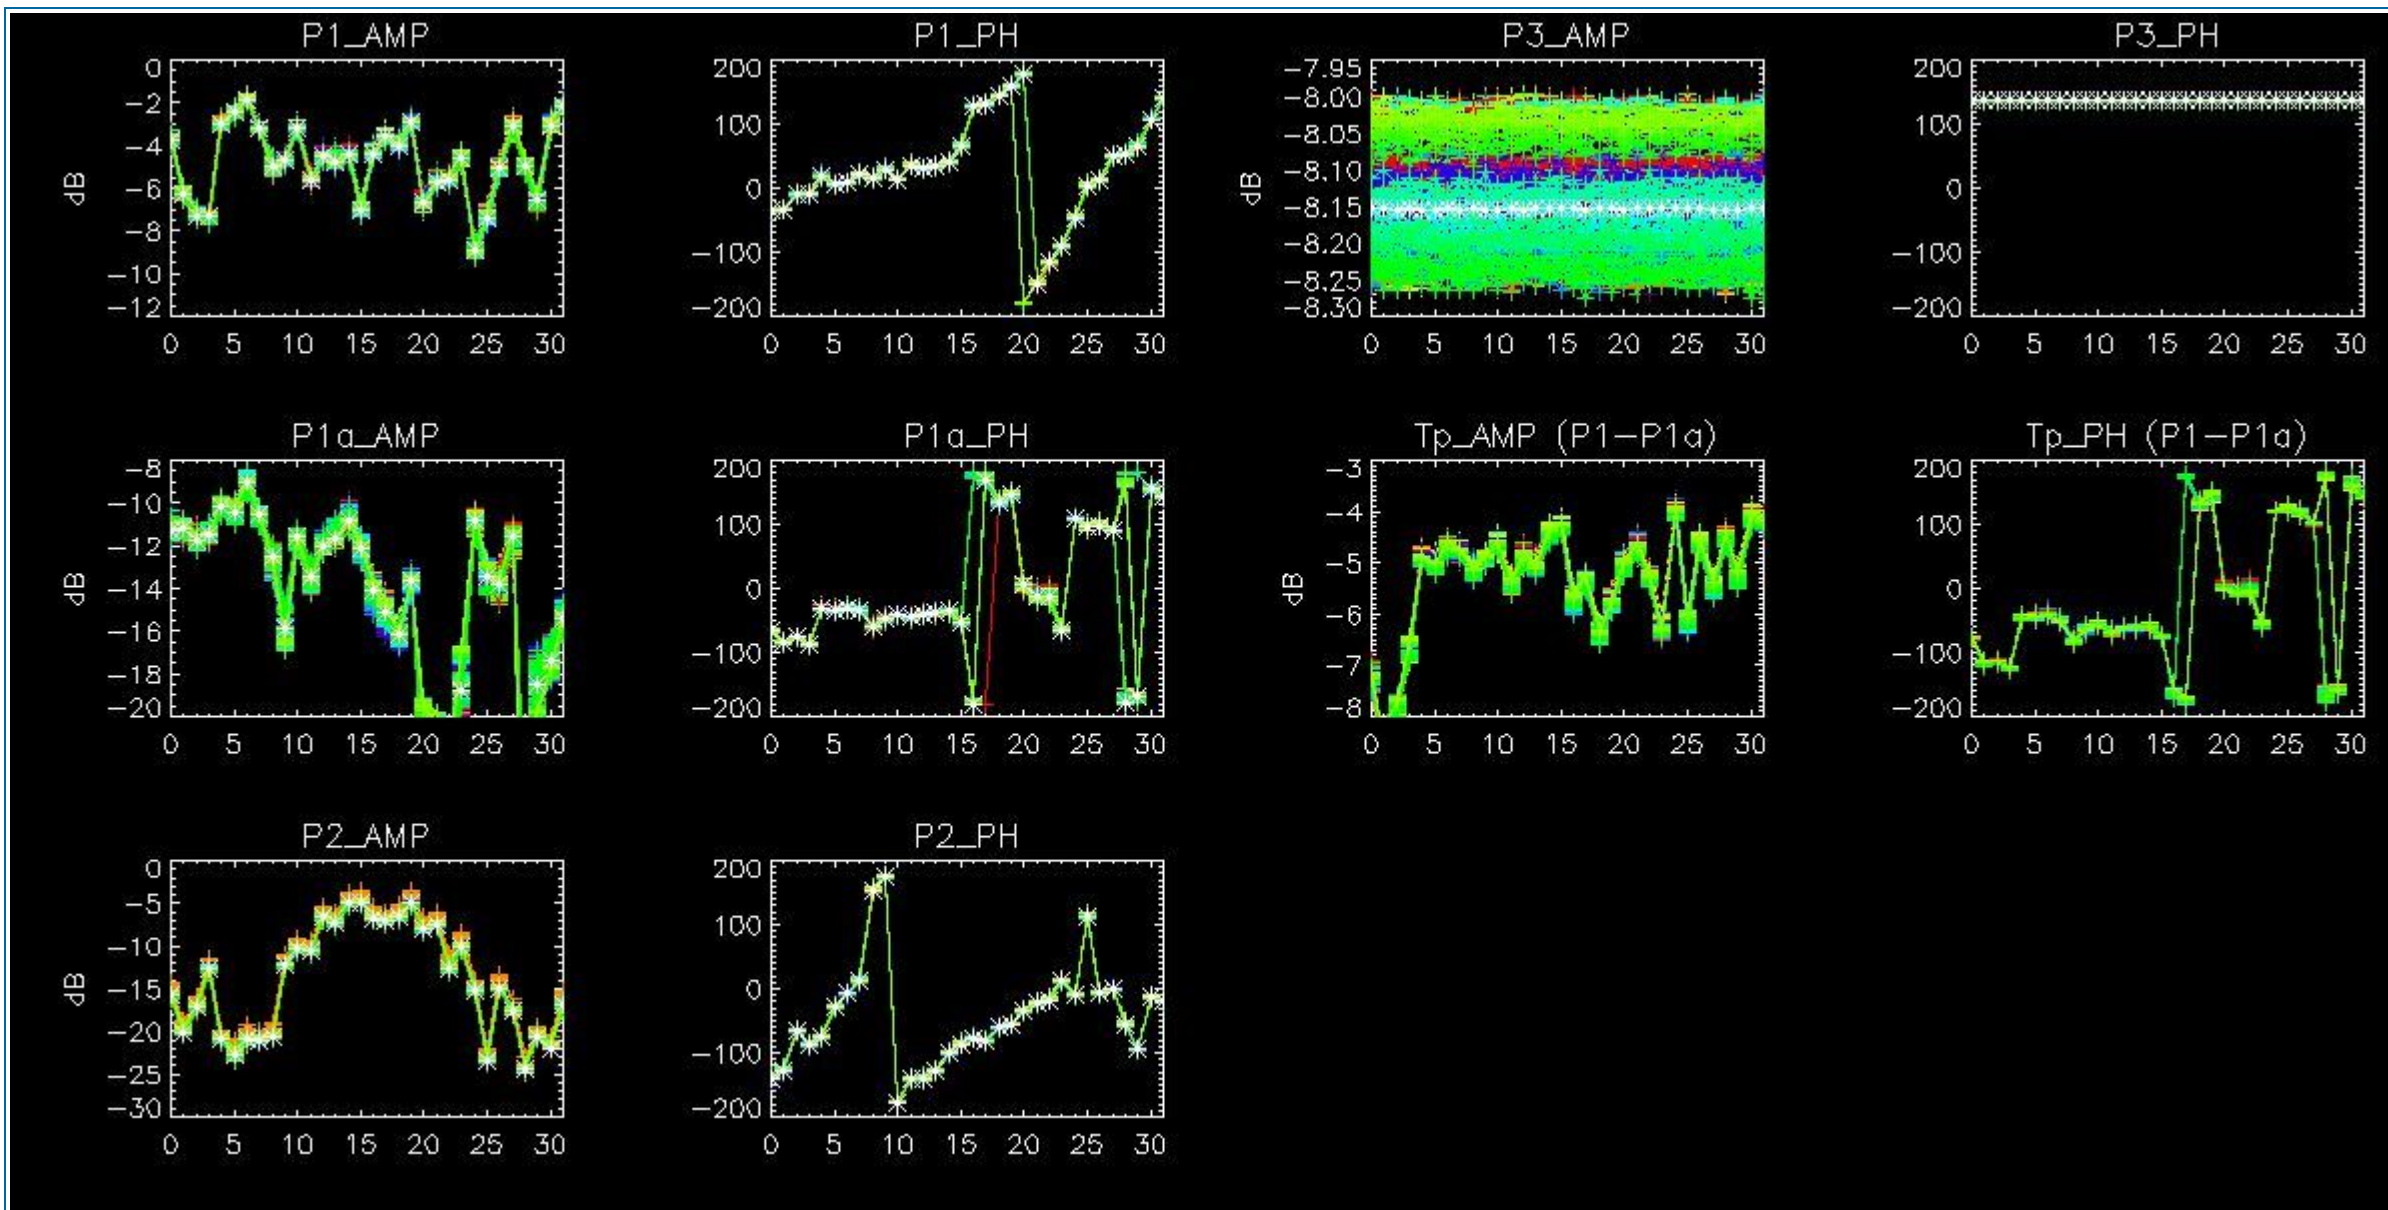 P1_AMP
0
−2
−4
−6
−8
−10
−12
dB
0 5 10 15 20 25 30
P1_PH
200
100
0
−100
−200
0 5 10 15 20 25 30
P3_AMP
−7.95
−8.00
−8.05
−8.10
−8.15
−8.20
−8.25
−8.30
dB
0 5 10 15 20 25 30
P3_PH
200
100
0
−100
−200
0 5 10 15 20 25 30
P1a_AMP
−8
−10
−12
−14
−16
−18
−20
dB
0 5 10 15 20 25 30
P1a_PH
200
100
0
−100
−200
0 5 10 15 20 25 30
Tp_AMP (P1−P1a)
−3
−4
−5
−6
−7
−8
dB
0 5 10 15 20 25 30
Tp_PH (P1−P1a)
200
100
0
−100
−200
0 5 10 15 20 25 30
P2_AMP
0
−5
−10
−15
−20
−25
−30
dB
0 5 10 15 20 25 30
P2_PH
200
100
0
−100
−200
0 5 10 15 20 25 30